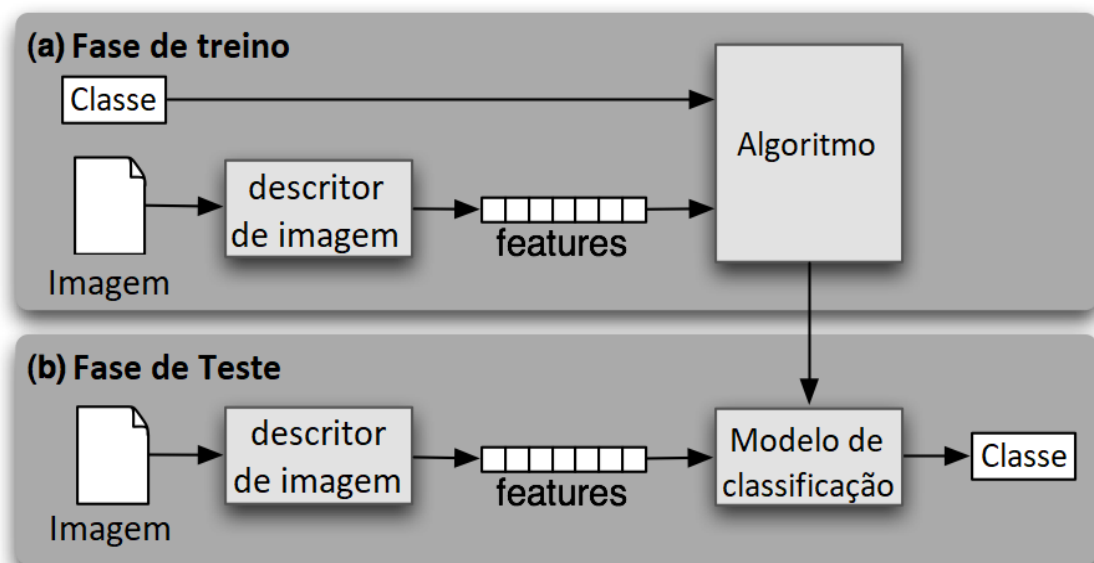 (a) Fase de treino
Classe
Algoritmo
descritor
de imagem
features
Imagem
(b) Fase de Teste
descritor
de imagem
features
Modelo de
classificação
Classe
Imagem